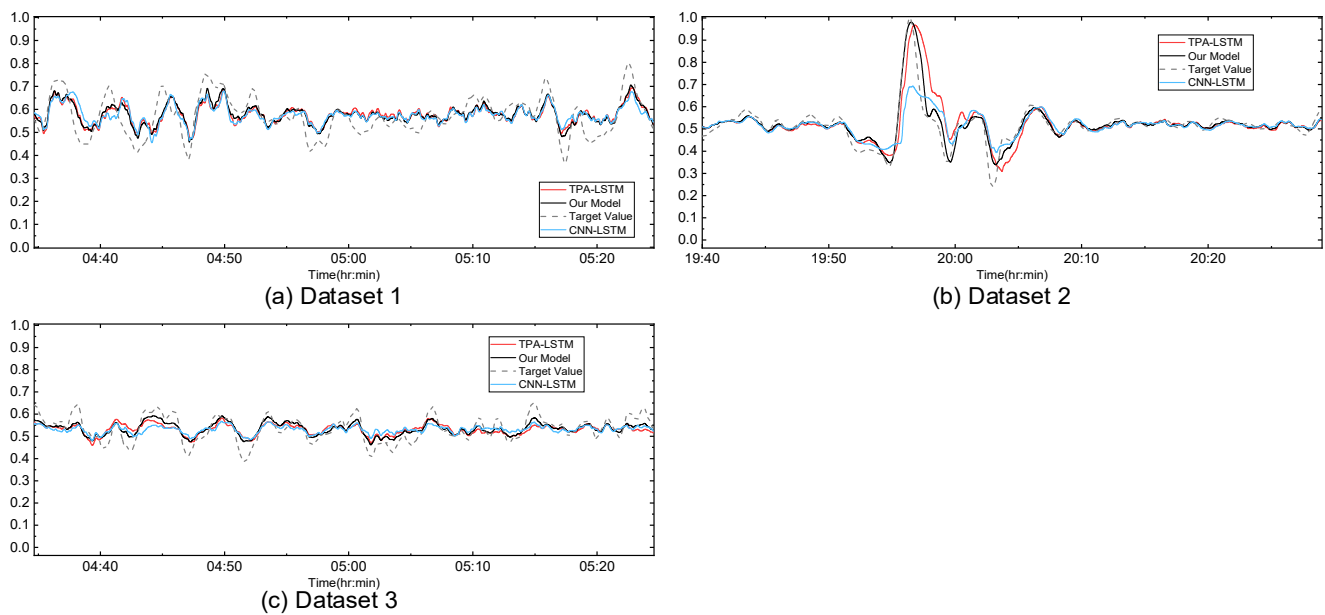 1.0
0.9
0.8
0.7
0.6
0.5
0.4
0.3
0.2
0.1
0.0
TPA-LSTM
Our Model
Target Value
CNN-LSTM
04:40 04:50 05:00 05:10 05:20
Time(hr:min)
(a) Dataset 1
1.0
0.9
0.8
0.7
0.6
0.5
0.4
0.3
0.2
0.1
0.0
TPA-LSTM
Our Model
Target Value
CNN-LSTM
19:40 19:50 20:00 20:10 20:20
Time(hr:min)
(b) Dataset 2
1.0
0.9
0.8
0.7
0.6
0.5
0.4
0.3
0.2
0.1
0.0
TPA-LSTM
Our Model
Target Value
CNN-LSTM
04:40 04:50 05:00 05:10 05:20
Time(hr:min)
(c) Dataset 3